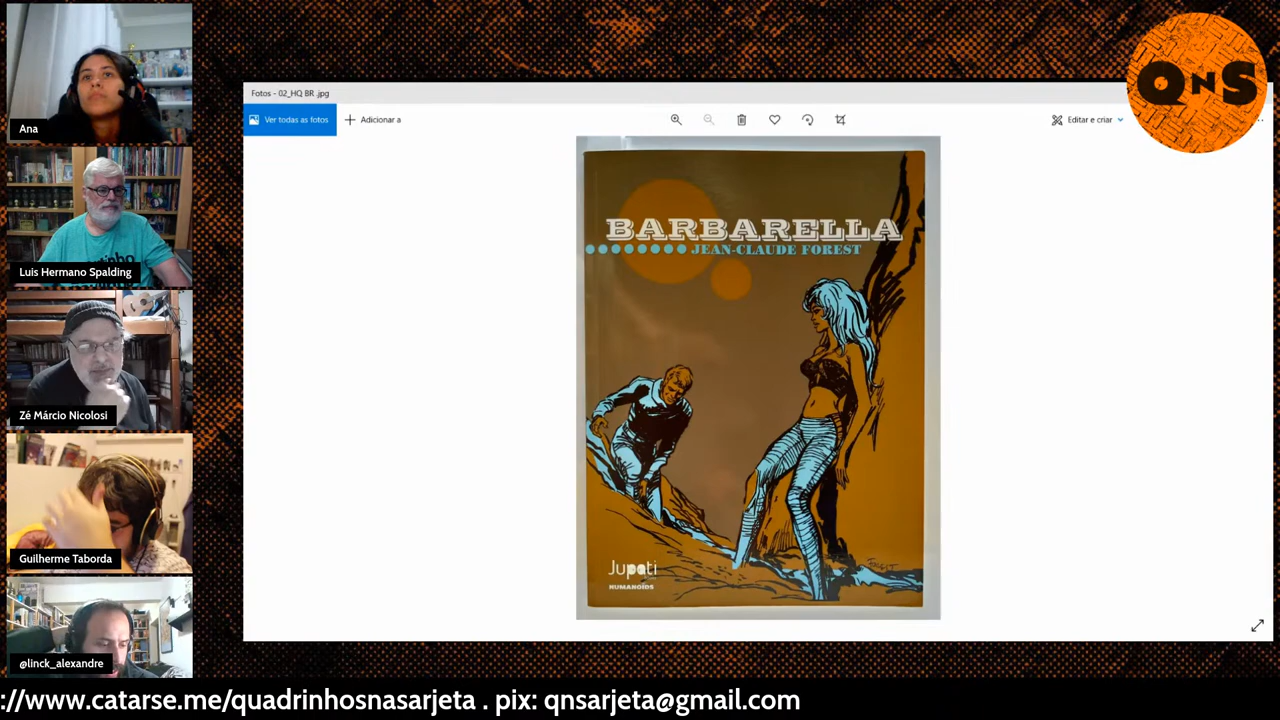 Ana
Luis Hermano Spalding
Zé Márcio Nicolosi
Guilherme Taborda
@linck_alexandre
Fotos - 02_HQ BR .jpg
Ver todas as fotos
Adicionar a
Editar e criar
QNS
BARBARELLA
JEAN-CLAUDE FOREST
Jupati
HUMANOIDS
://www.catarse.me/quadrinhosnasarjeta . pix: qnsarjeta@gmail.com